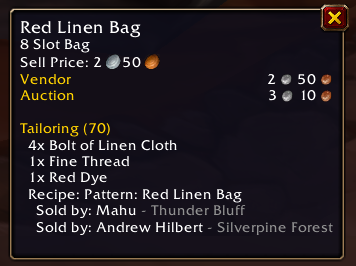 Red Linen Bag
8 Slot Bag
Sell Price: 2 50
Vendor 2 50
Auction 3 10
Tailoring (70)
4x Bolt of Linen Cloth
1x Fine Thread
1x Red Dye
Recipe: Pattern: Red Linen Bag
Sold by: Mahu - Thunder Bluff
Sold by: Andrew Hilbert - Silverpine Forest